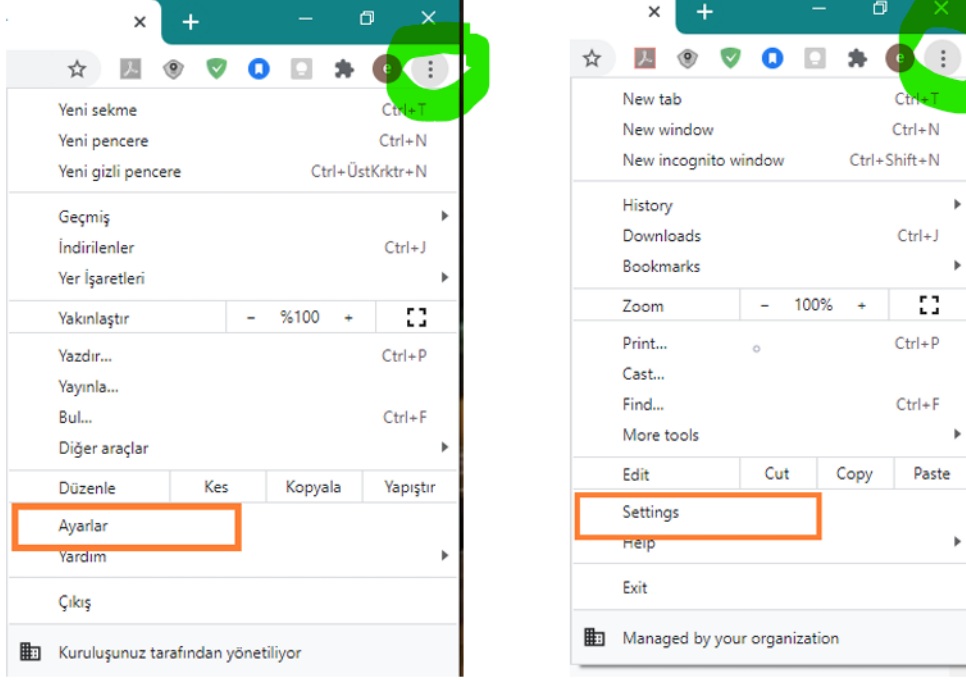 e
Yeni sekme Ctrl+T
Yeni pencere Ctrl+N
Yeni gizli pencere Ctrl+ÜstKrktr+N
Geçmiş
İndirilenler Ctrl+J
Yer İşaretleri
Yakınlaştır - %100 +
Yazdır... Ctrl+P
Yayınla...
Bul... Ctrl+F
Diğer araçlar
Düzenle Kes Kopyala Yapıştır
Ayarlar
Yardım
Çıkış
Kuruluşunuz tarafından yönetiliyor
e
New tab Ctrl+T
New window Ctrl+N
New incognito window Ctrl+Shift+N
History
Downloads Ctrl+J
Bookmarks
Zoom - 100% +
Print... Ctrl+P
Cast...
Find... Ctrl+F
More tools
Edit Cut Copy Paste
Settings
Help
Exit
Managed by your organization